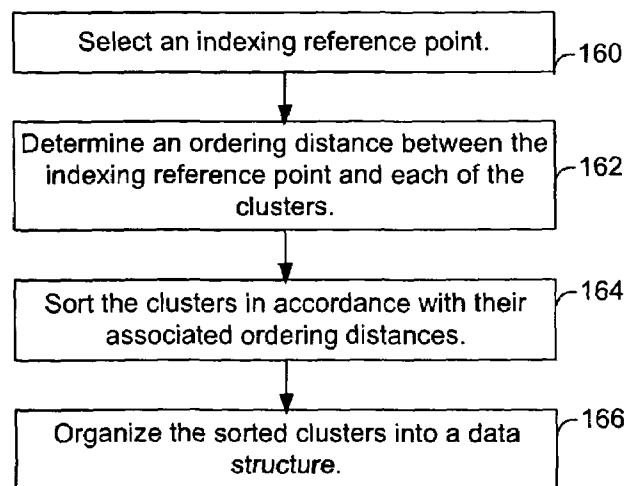 Select an indexing reference point.
160
Determine an ordering distance between the
indexing reference point and each of the
clusters.
162
Sort the clusters in accordance with their
associated ordering distances.
164
Organize the sorted clusters into a data
structure.
166